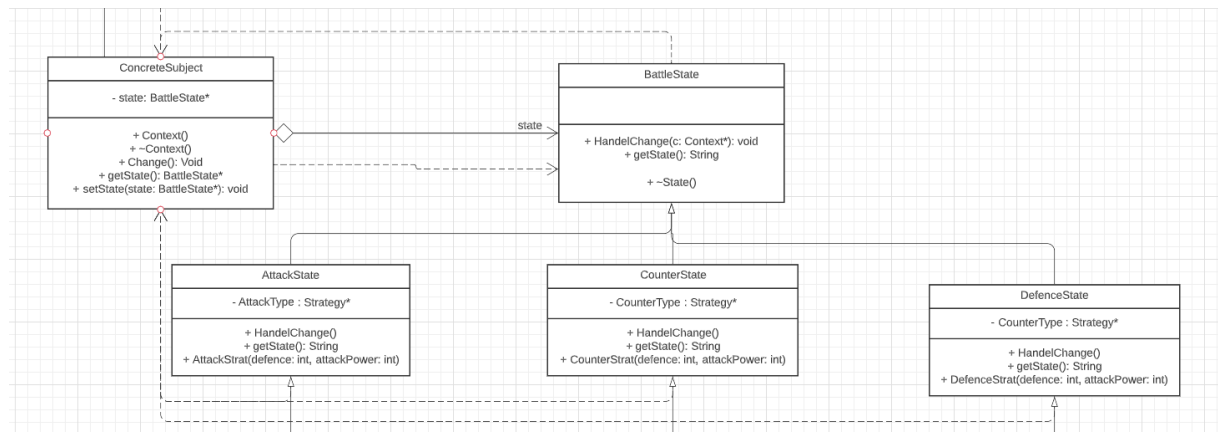 ConcreteSubject
- state: BattleState*
+ Context()
+ ~Context()
+ Change(): Void
+ getState(): BattleState*
+ setState(state: BattleState*): void
state
BattleState
+ HandelChange(c: Context*): void
+ getState(): String
+ ~State()
AttackState
- AttackType : Strategy*
+ HandelChange()
+ getState(): String
+ AttackStrat(defence: int, attackPower: int)
CounterState
- CounterType : Strategy*
+ HandelChange()
+ getState(): String
+ CounterStrat(defence: int, attackPower: int)
DefenceState
- CounterType : Strategy*
+ HandelChange()
+ getState(): String
+ DefenceStrat(defence: int, attackPower: int)